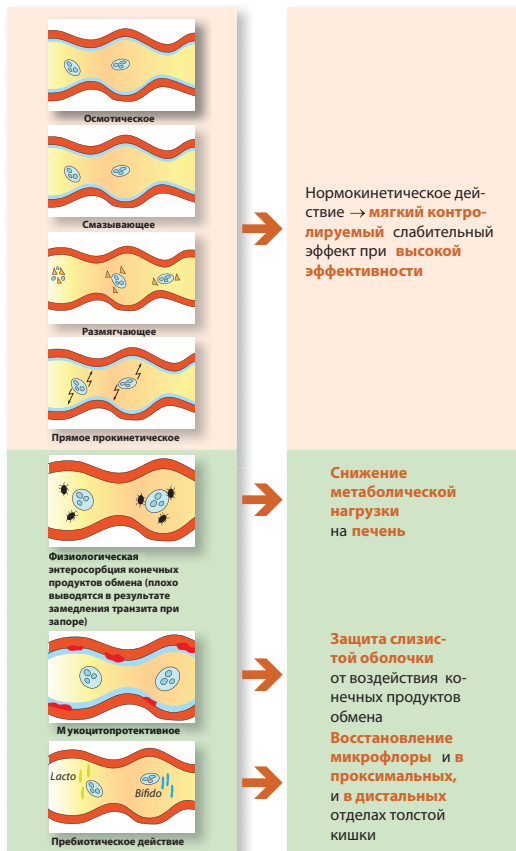 Осмотическое
Смазывающее
Размягчающее
Прямое прокинетическое
Нормокинетическое дей-
ствие → мягкий контро-
лируемый слабительный
эффект при высокой
эффективности
Физиологическая
энтеросорбция конечных
продуктов обмена (плохо
выводятся в результате
замедления транзита при
запоре)
Снижение
метаболической
нагрузки
на печень
Мукоцитопротективное
Защита слизис-
той оболочки
от воздействия ко-
нечных продуктов
обмена
Lacto
Bifido
Пребиотическое действие
Восстановление
микрофлоры и в
проксимальных,
и в дистальных
отделах толстой
кишки